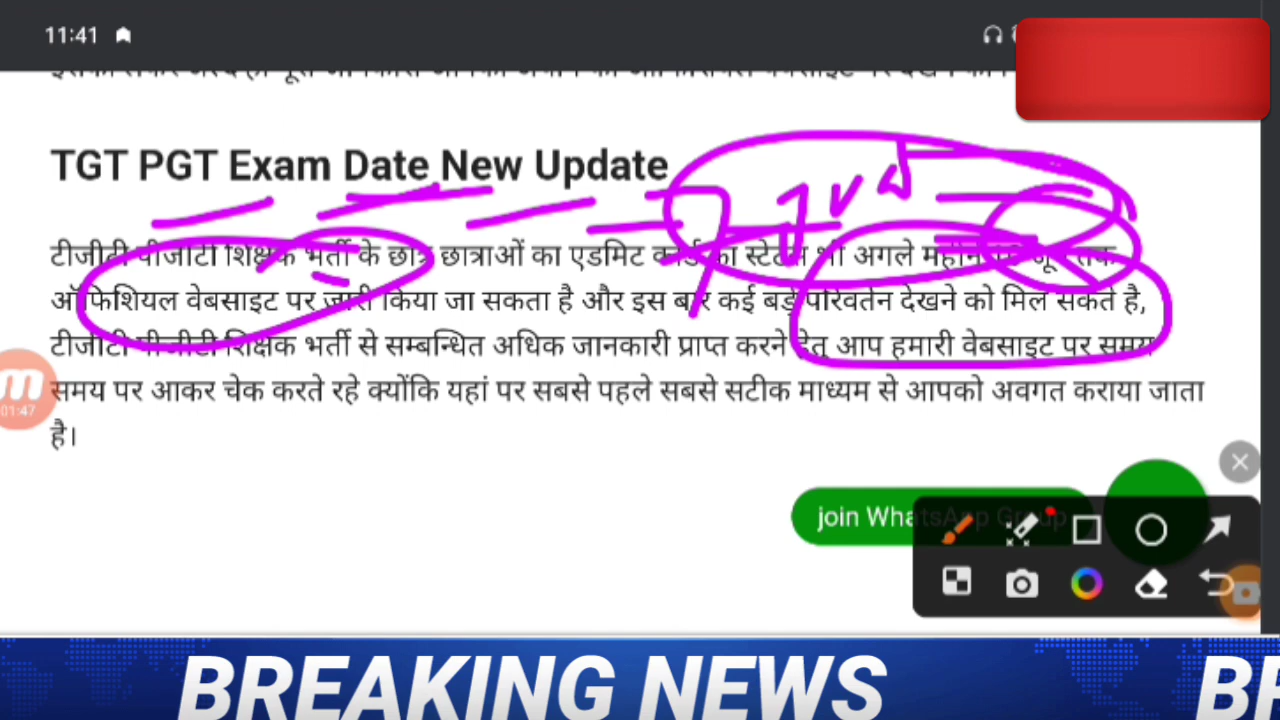 11:41
TGT PGT Exam Date New Update
टीजीटी पीजीटी शिक्षक भर्ती के छात्र छात्राओं का एडमिट कार्ड का स्टेटस भी अगले महीने जून तक
ऑफिशियल वेबसाइट पर जारी किया जा सकता है और इस बार कई बड़े परिवर्तन देखने को मिल सकते है,
टीजीटी पीजीटी शिक्षक भर्ती से सम्बन्धित अधिक जानकारी प्राप्त करने हेतु आप हमारी वेबसाइट पर समय
समय पर आकर चेक करते रहे क्योंकि यहां पर सबसे पहले सबसे सटीक माध्यम से आपको अवगत कराया जाता
है।
01:47
join WhatsApp Group
BREAKING NEWS BR